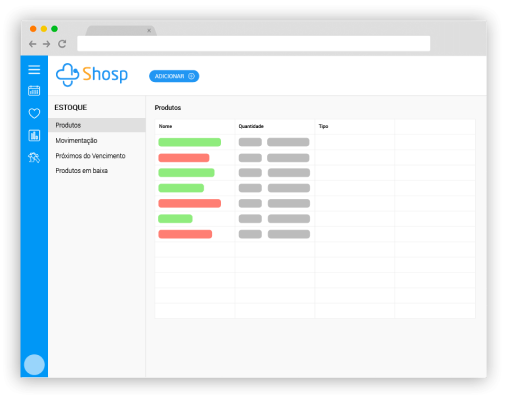 Shosp
ADICIONAR
ESTOQUE
Produtos
Movimentação
Próximos do Vencimento
Produtos em baixa
Produtos
Nome Quantidade Tipo